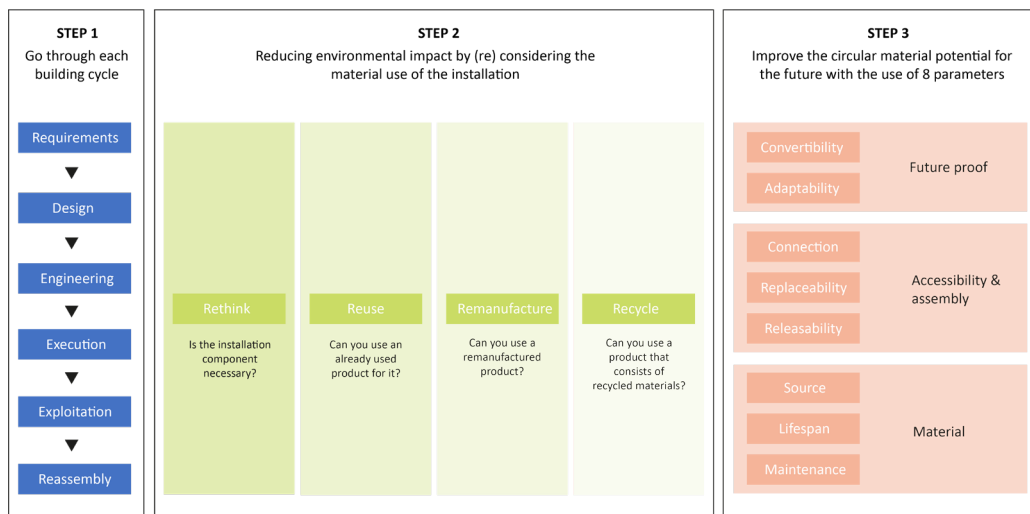 STEP 1
Go through each
building cycle
Requirements
Design
Engineering
Execution
Exploitation
Reassembly
STEP 2
Reducing environmental impact by (re) considering the
material use of the installation
Rethink
Is the installation
component
necessary?
Reuse
Can you use an
already used
product for it?
Remanufacture
Can you use a
remanufactured
product?
Recycle
Can you use a
product that
consists of
recycled materials?
STEP 3
Improve the circular material potential for
the future with the use of 8 parameters
Convertibility
Adaptability
Future proof
Connection
Replaceability
Releasability
Accessibility &
assembly
Source
Lifespan
Maintenance
Material